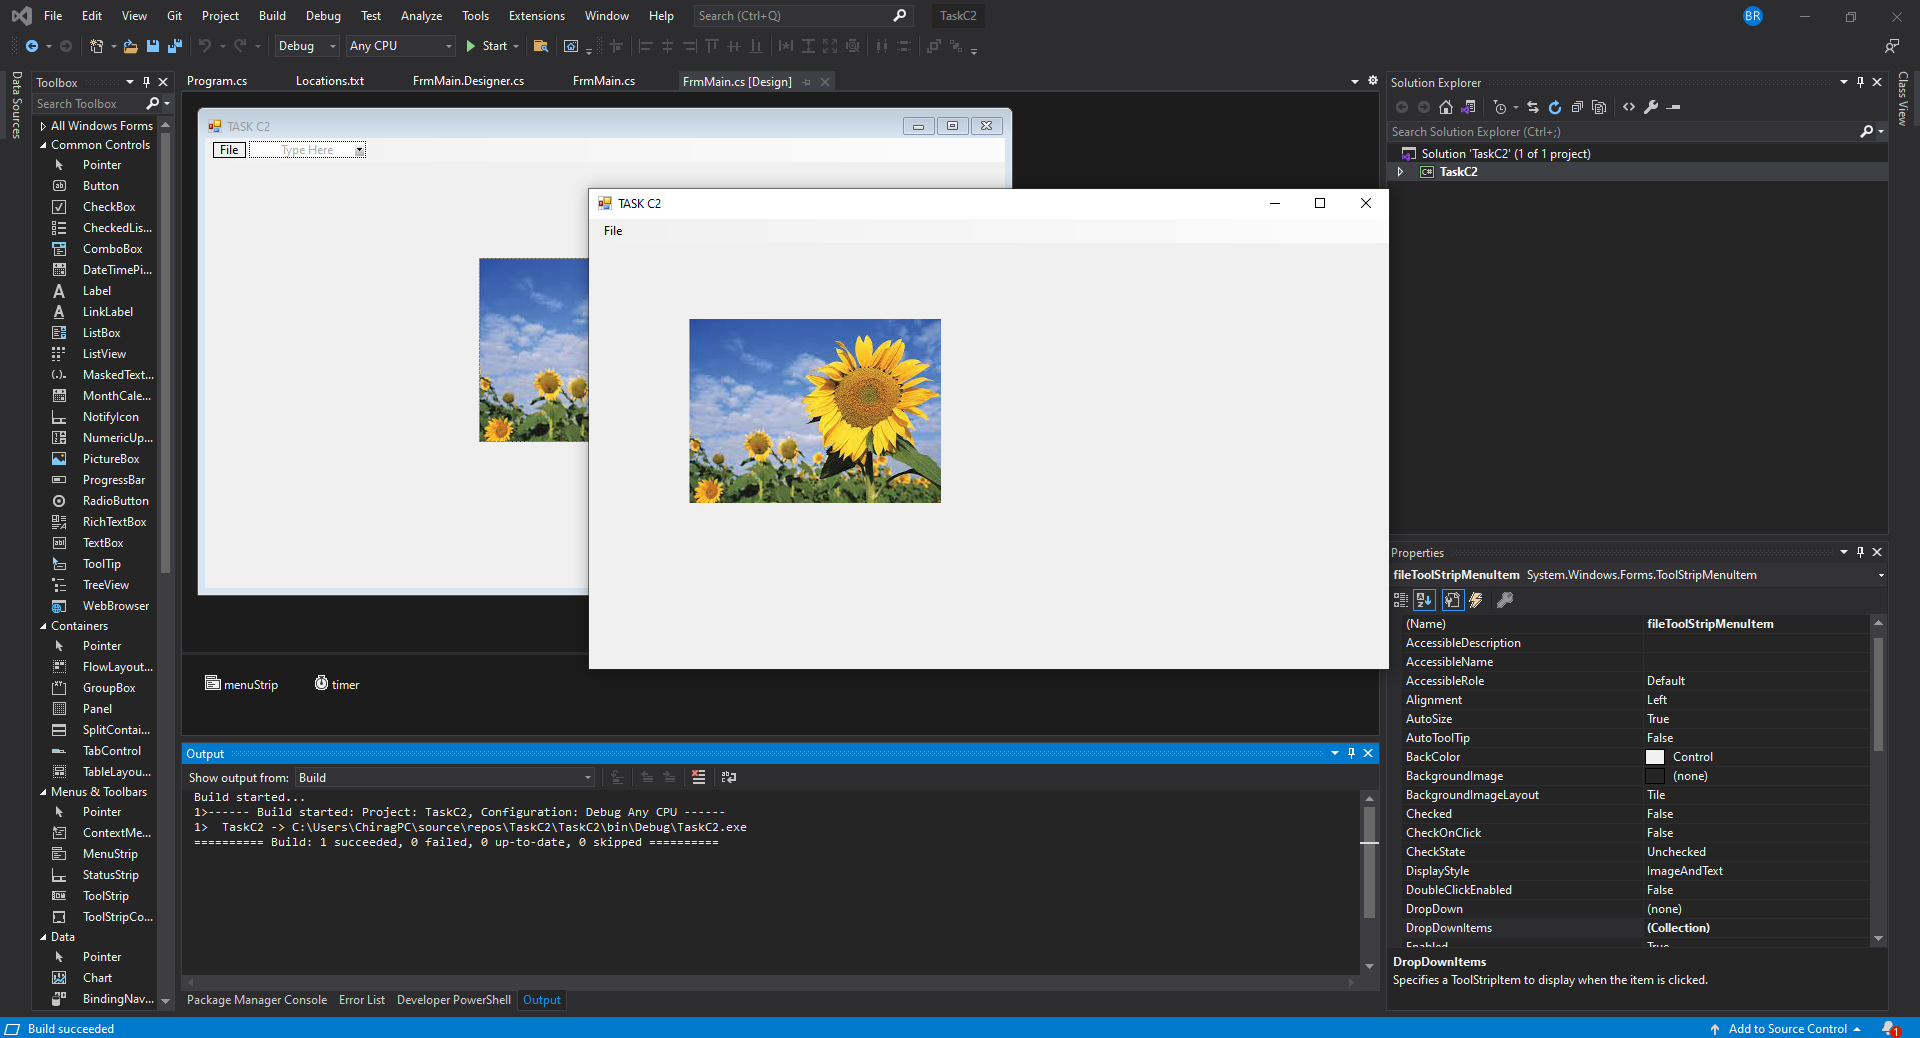 File Edit View Git Project Build Debug Test Analyze Tools Extensions Window Help Search (Ctrl+Q) TaskC2 BR
Debug Any CPU Start
Data Sources
Toolbox
Search Toolbox
All Windows Forms
Common Controls
Pointer
Button
CheckBox
CheckedLis...
ComboBox
DateTimePi...
Label
LinkLabel
ListBox
ListView
MaskedText...
MonthCale...
NotifyIcon
NumericUp...
PictureBox
ProgressBar
RadioButton
RichTextBox
TextBox
ToolTip
TreeView
WebBrowser
Containers
Pointer
FlowLayout...
GroupBox
Panel
SplitContai...
TabControl
TableLayou...
Menus & Toolbars
Pointer
ContextMe...
MenuStrip
StatusStrip
ToolStrip
ToolStripCo...
Data
Pointer
Chart
BindingNav...
Program.cs Locations.txt FrmMain.Designer.cs FrmMain.cs FrmMain.cs [Design]
TASK C2
File Type Here
TASK C2
File
menuStrip timer
Output
Show output from: Build
Build started...
1>------ Build started: Project: TaskC2, Configuration: Debug Any CPU ------
1>  TaskC2 -> C:\Users\ChiragPC\source\repos\TaskC2\TaskC2\bin\Debug\TaskC2.exe
========== Build: 1 succeeded, 0 failed, 0 up-to-date, 0 skipped ==========
Package Manager Console Error List Developer PowerShell Output
Solution Explorer
Search Solution Explorer (Ctrl+;)
Solution 'TaskC2' (1 of 1 project)
C# TaskC2
Class View
Properties
fileToolStripMenuItem System.Windows.Forms.ToolStripMenuItem
(Name) fileToolStripMenuItem
AccessibleDescription
AccessibleName
AccessibleRole Default
Alignment Left
AutoSize True
AutoToolTip False
BackColor Control
BackgroundImage (none)
BackgroundImageLayout Tile
Checked False
CheckOnClick False
CheckState Unchecked
DisplayStyle ImageAndText
DoubleClickEnabled False
DropDown (none)
DropDownItems (Collection)
Enabled True
DropDownItems
Specifies a ToolStripItem to display when the item is clicked.
Build succeeded Add to Source Control 1